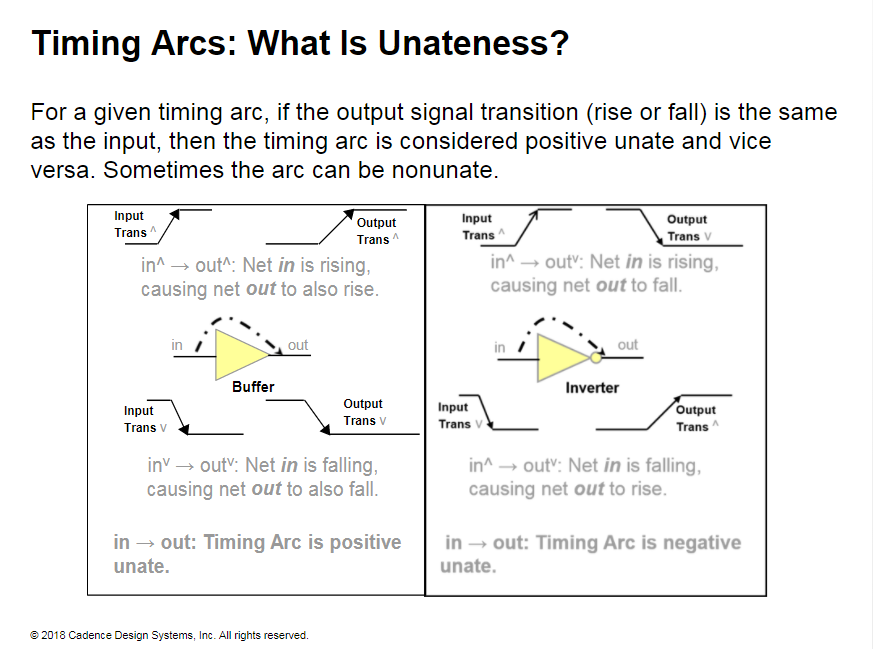 Timing Arcs: What Is Unateness?
For a given timing arc, if the output signal transition (rise or fall) is the same
as the input, then the timing arc is considered positive unate and vice
versa. Sometimes the arc can be nonunate.
Input
Trans ^
Output
Trans ^
in^ → out^: Net in is rising,
causing net out to also rise.
in
out
Buffer
Input
Trans v
Output
Trans v
inv → outv: Net in is falling,
causing net out to also fall.
in → out: Timing Arc is positive
unate.
Input
Trans ^
Output
Trans v
in^ → outv: Net in is rising,
causing net out to fall.
in
out
Inverter
Input
Trans v
Output
Trans ^
in^ → outv: Net in is falling,
causing net out to rise.
in → out: Timing Arc is negative
unate.
© 2018 Cadence Design Systems, Inc. All rights reserved.